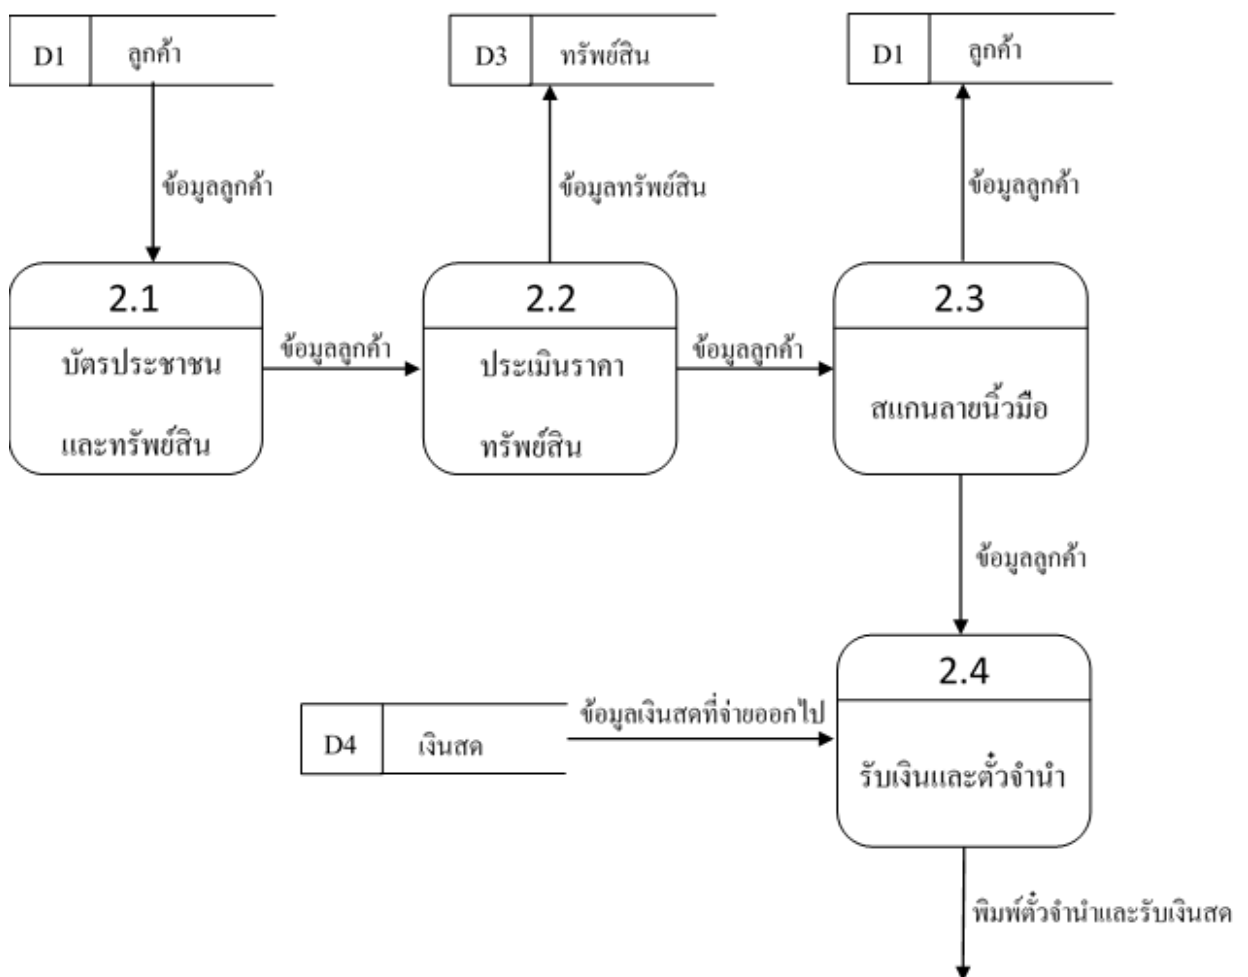 D1 ลูกค้า
D3 ทรัพย์สิน
D1 ลูกค้า
ข้อมูลลูกค้า
ข้อมูลทรัพย์สิน
ข้อมูลลูกค้า
2.1
บัตรประชาชน
และทรัพย์สิน
ข้อมูลลูกค้า
2.2
ประเมินราคา
ทรัพย์สิน
ข้อมูลลูกค้า
2.3
สแกนลายนิ้วมือ
ข้อมูลลูกค้า
D4 เงินสด
ข้อมูลเงินสดที่จ่ายออกไป
2.4
รับเงินและตั๋วจำนำ
พิมพ์ตั๋วจำนำและรับเงินสด